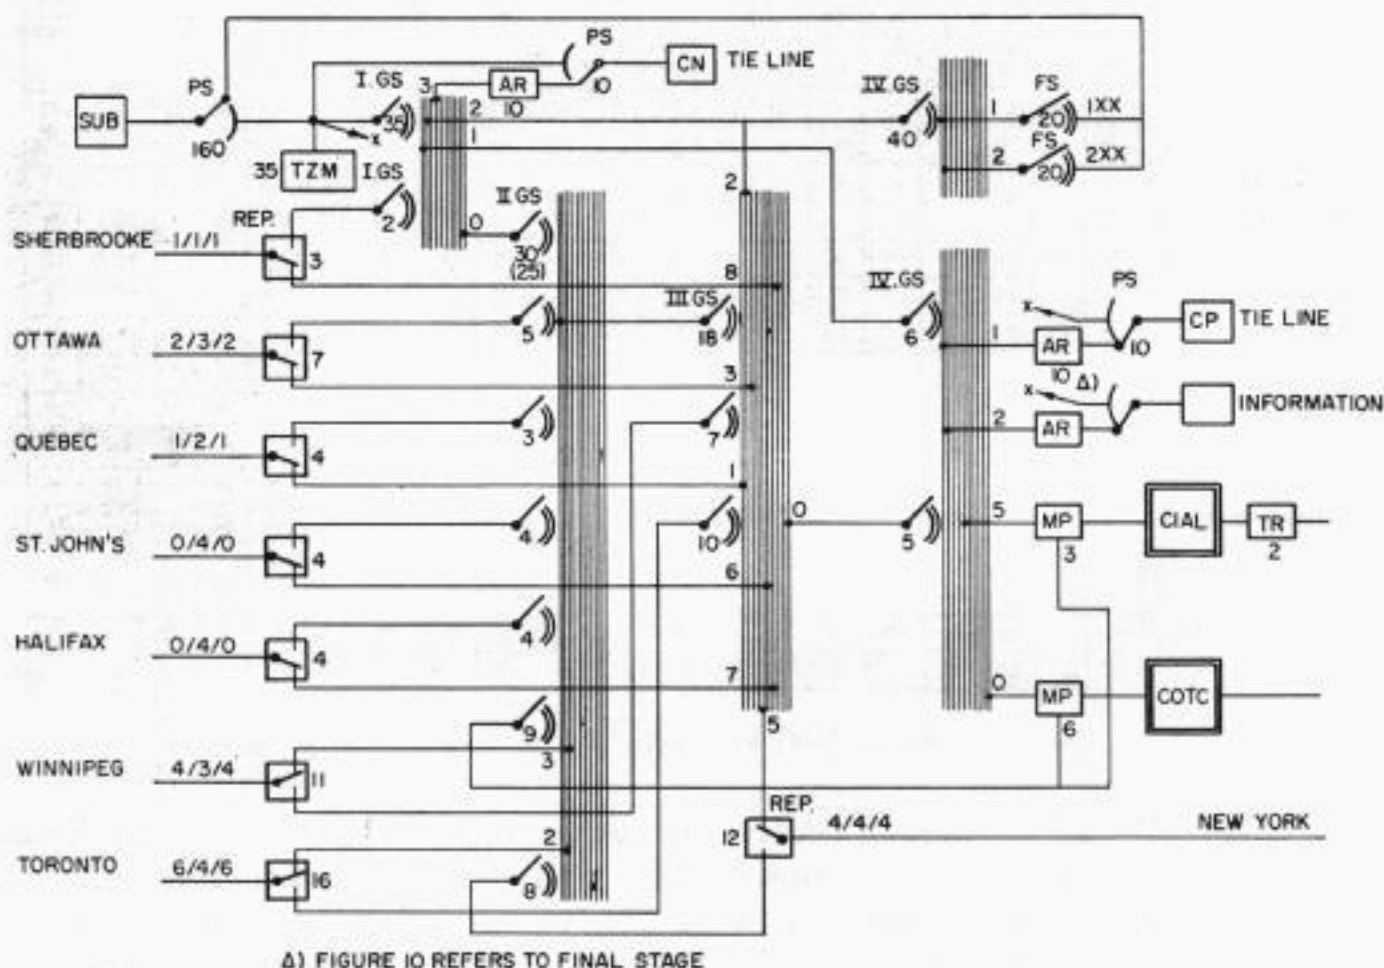 PS
CN
TIE LINE
I.GS
3
AR
10
10
IV.GS
FS
PS
2
1
20
1XX
SUB
35
40
FS
160
1
2
20
2XX
35
TZM
I.GS
II.GS
2
REP.
2
0
SHERBROOKE
1/1/1
3
30
(25)
8
III.GS
IV.GS
PS
x
CP
TIE LINE
OTTAWA
2/3/2
7
5
18
6
1
AR
10
10
Δ)
3
x
INFORMATION
QUEBEC
1/2/1
4
3
7
2
AR
1
0
5
MP
CIAL
TR
ST. JOHN'S
0/4/0
4
4
10
5
3
2
6
HALIFAX
0/4/0
4
4
7
0
MP
COTC
9
5
6
WINNIPEG
4/3/4
11
3
REP.
12
4/4/4
NEW YORK
2
TORONTO
6/4/6
16
8
Δ) FIGURE 10 REFERS TO FINAL STAGE
x